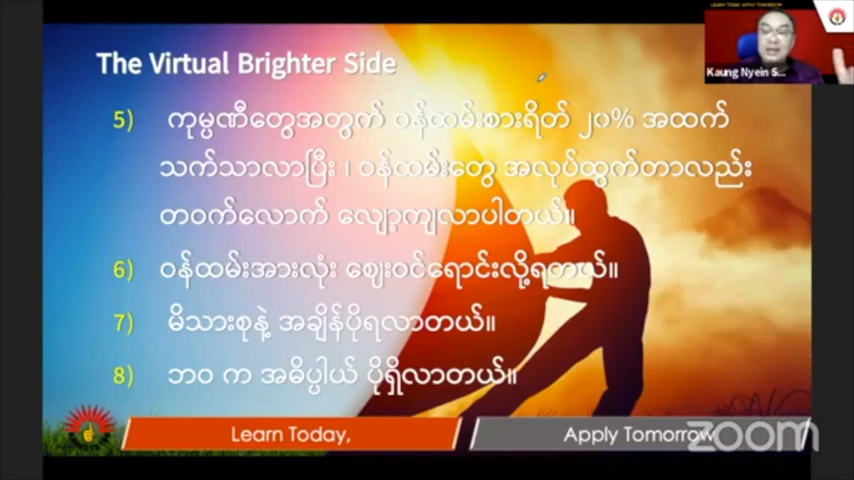 LEARN TODAY APPLY TOMORROW
Kaung Nyein S...
The Virtual Brighter Side
5) ကုမ္ပဏီတွေအတွက် ဝန်ထမ်းစားရိတ် ၂၀% အထက်
သက်သာလာပြီး ၊ ဝန်ထမ်းတွေ အလုပ်ထွက်တာလည်း
တဝက်လောက် လျော့ကျလာပါတယ်။
6) ဝန်ထမ်းအားလုံး ဈေးဝင်ရောင်းလို့ရတယ်။
7) မိသားစုနဲ့ အချိန်ပိုရလာတယ်။
8) ဘဝ က အဓိပ္ပါယ် ပိုရှိလာတယ်။
Learn Today,
Apply Tomorrow
zoom